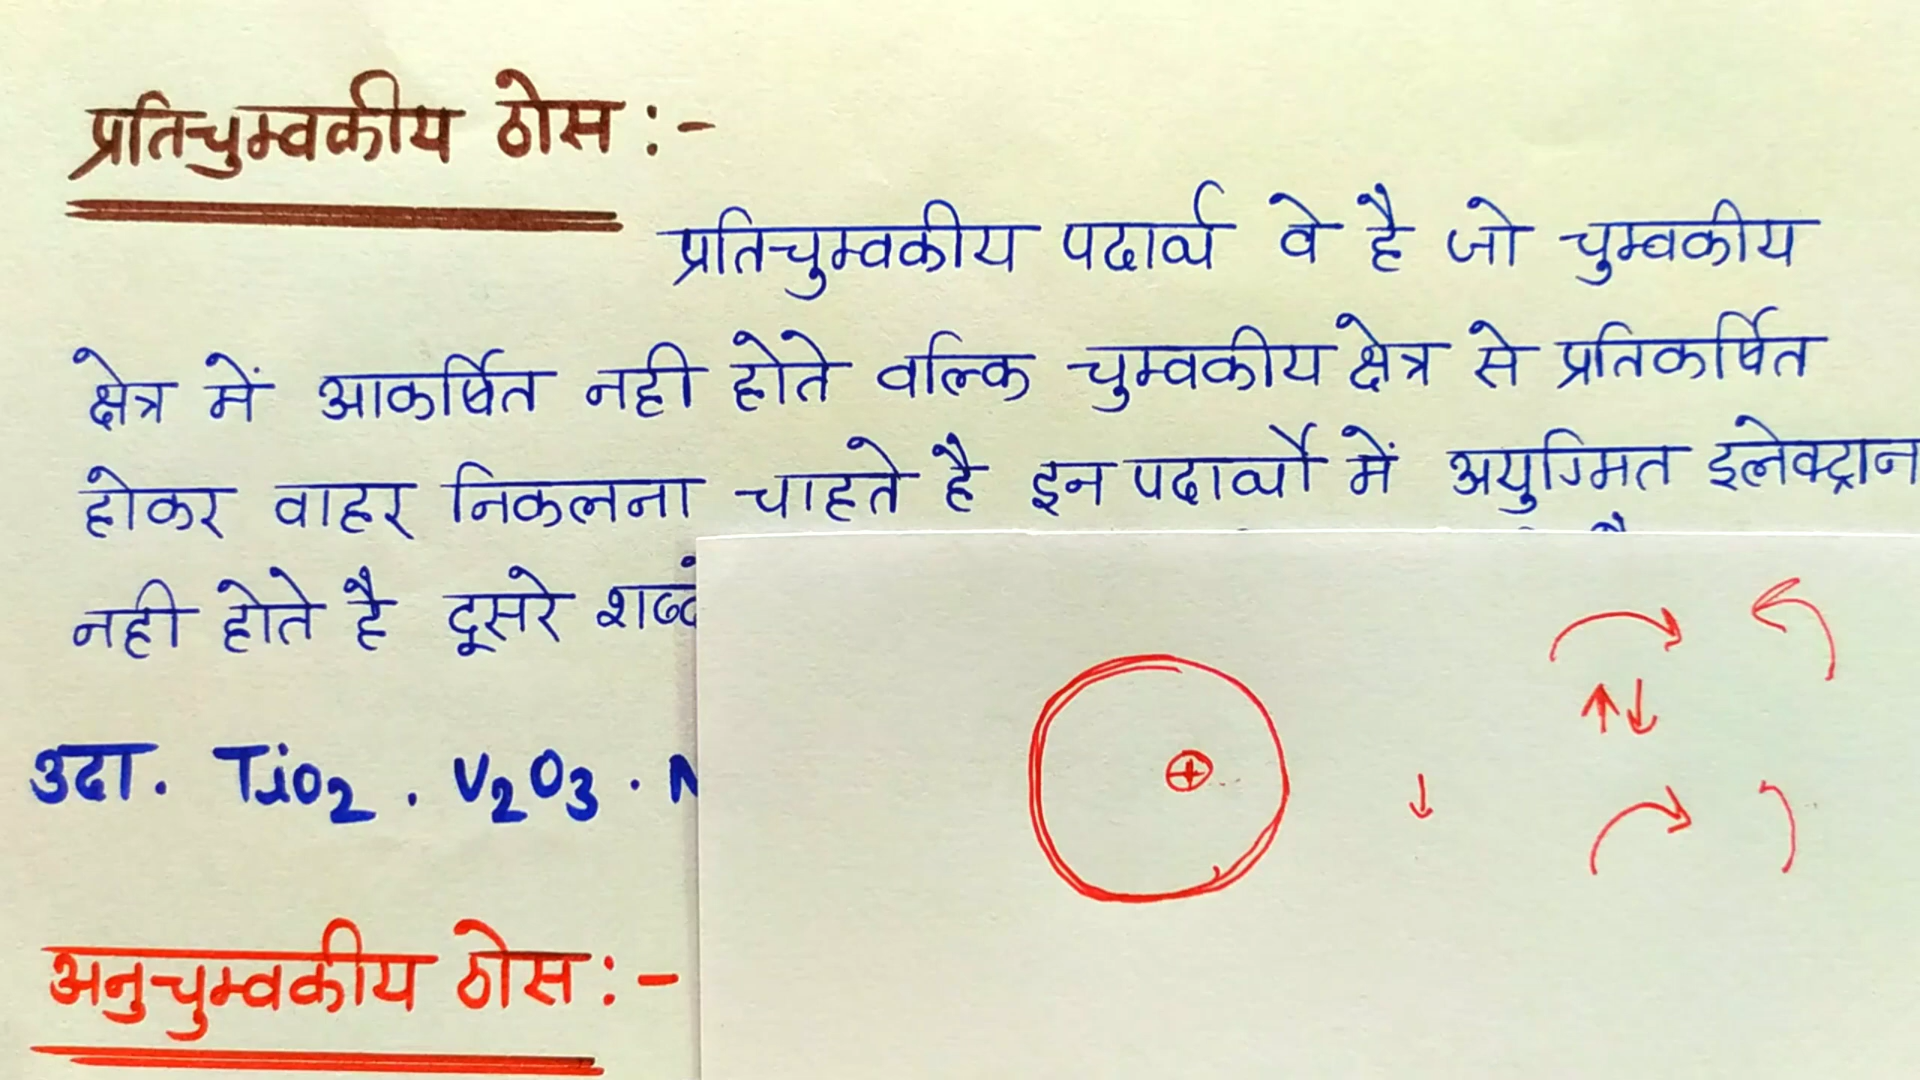 प्रतिचुम्वकीय ठोस :-
प्रतिचुम्वकीय पदार्थ वे है जो चुम्वकीय
क्षेत्र में आकर्षित नही होते वल्कि चुम्वकीय क्षेत्र से प्रतिकर्षित
होकर वाहर निकलना चाहते है इन पदार्थो में अयुग्मित इलेक्ट्रान
नही होते है दूसरे
उदा. TiO2 . V2O3 .
अनुचुम्वकीय ठोस :-